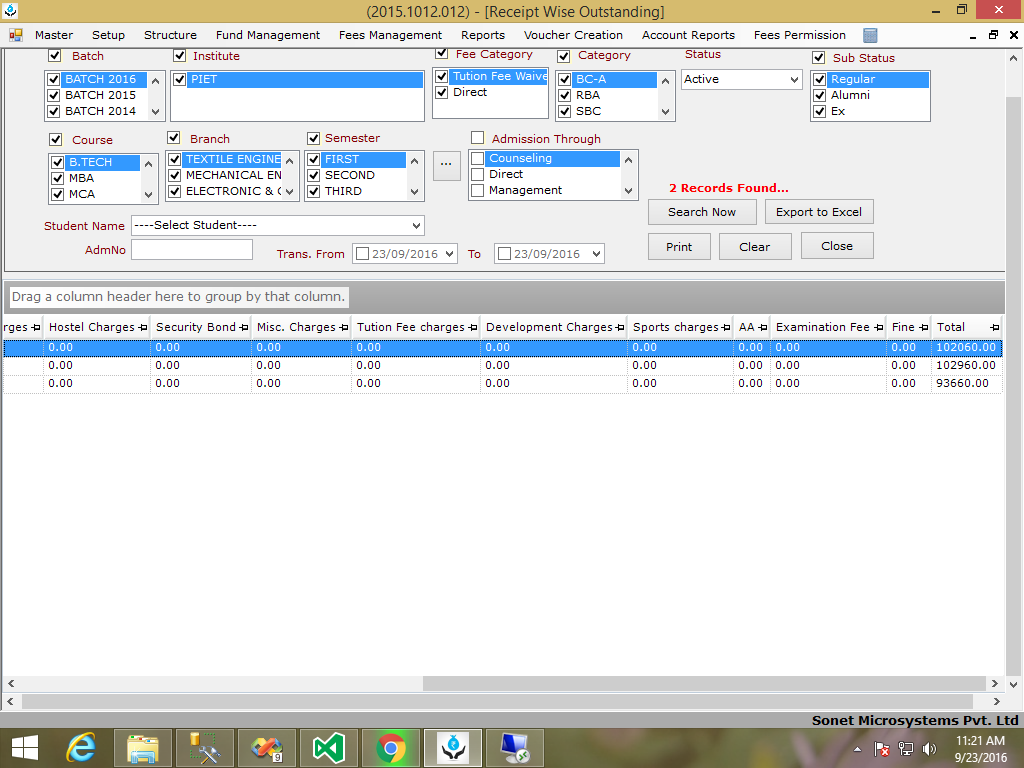 (2015.1012.012) - [Receipt Wise Outstanding]
Master Setup Structure Fund Management Fees Management Reports Voucher Creation Account Reports Fees Permission
Batch Institute Fee Category Category Status Sub Status
BATCH 2016 PIET Tution Fee Waive BC-A Active Regular
BATCH 2015 Direct RBA Alumni
BATCH 2014 SBC Ex
Course Branch Semester Admission Through
B.TECH TEXTILE ENGINE FIRST ... Counseling
MBA MECHANICAL EN SECOND Direct
MCA ELECTRONIC & C THIRD Management
2 Records Found...
Search Now Export to Excel
Student Name ----Select Student----
AdmNo Trans. From 23/09/2016 To 23/09/2016 Print Clear Close
Drag a column header here to group by that column.
rges Hostel Charges Security Bond Misc. Charges Tution Fee charges Development Charges Sports charges AA Examination Fee Fine Total
0.00 0.00 0.00 0.00 0.00 0.00 0.00 0.00 0.00 102060.00
0.00 0.00 0.00 0.00 0.00 0.00 0.00 0.00 0.00 102960.00
0.00 0.00 0.00 0.00 0.00 0.00 0.00 0.00 0.00 93660.00
Sonet Microsystems Pvt. Ltd
9
11:21 AM
9/23/2016